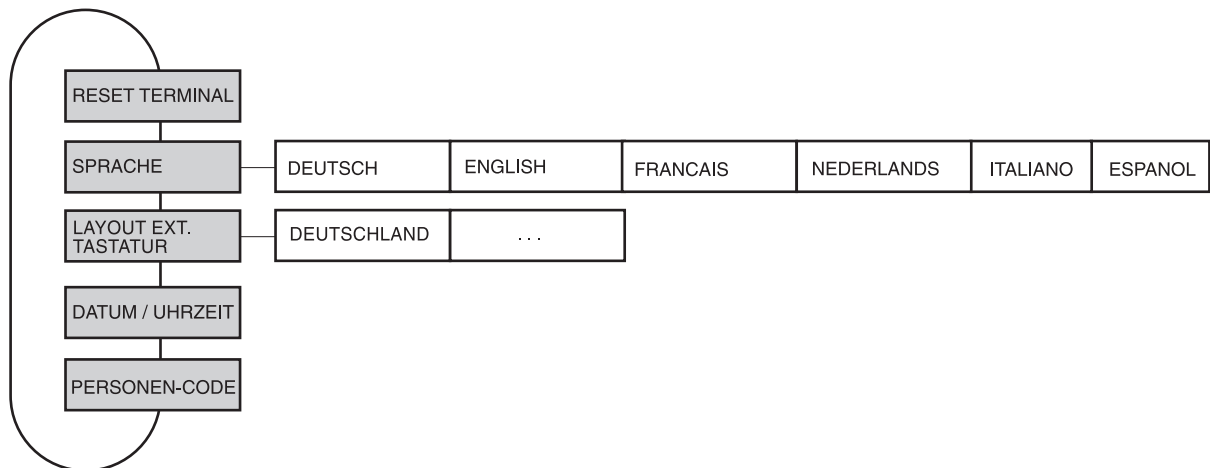 RESET TERMINAL
SPRACHE
DEUTSCH
ENGLISH
FRANCAIS
NEDERLANDS
ITALIANO
ESPANOL
LAYOUT EXT.
TASTATUR
DEUTSCHLAND
...
DATUM / UHRZEIT
PERSONEN-CODE